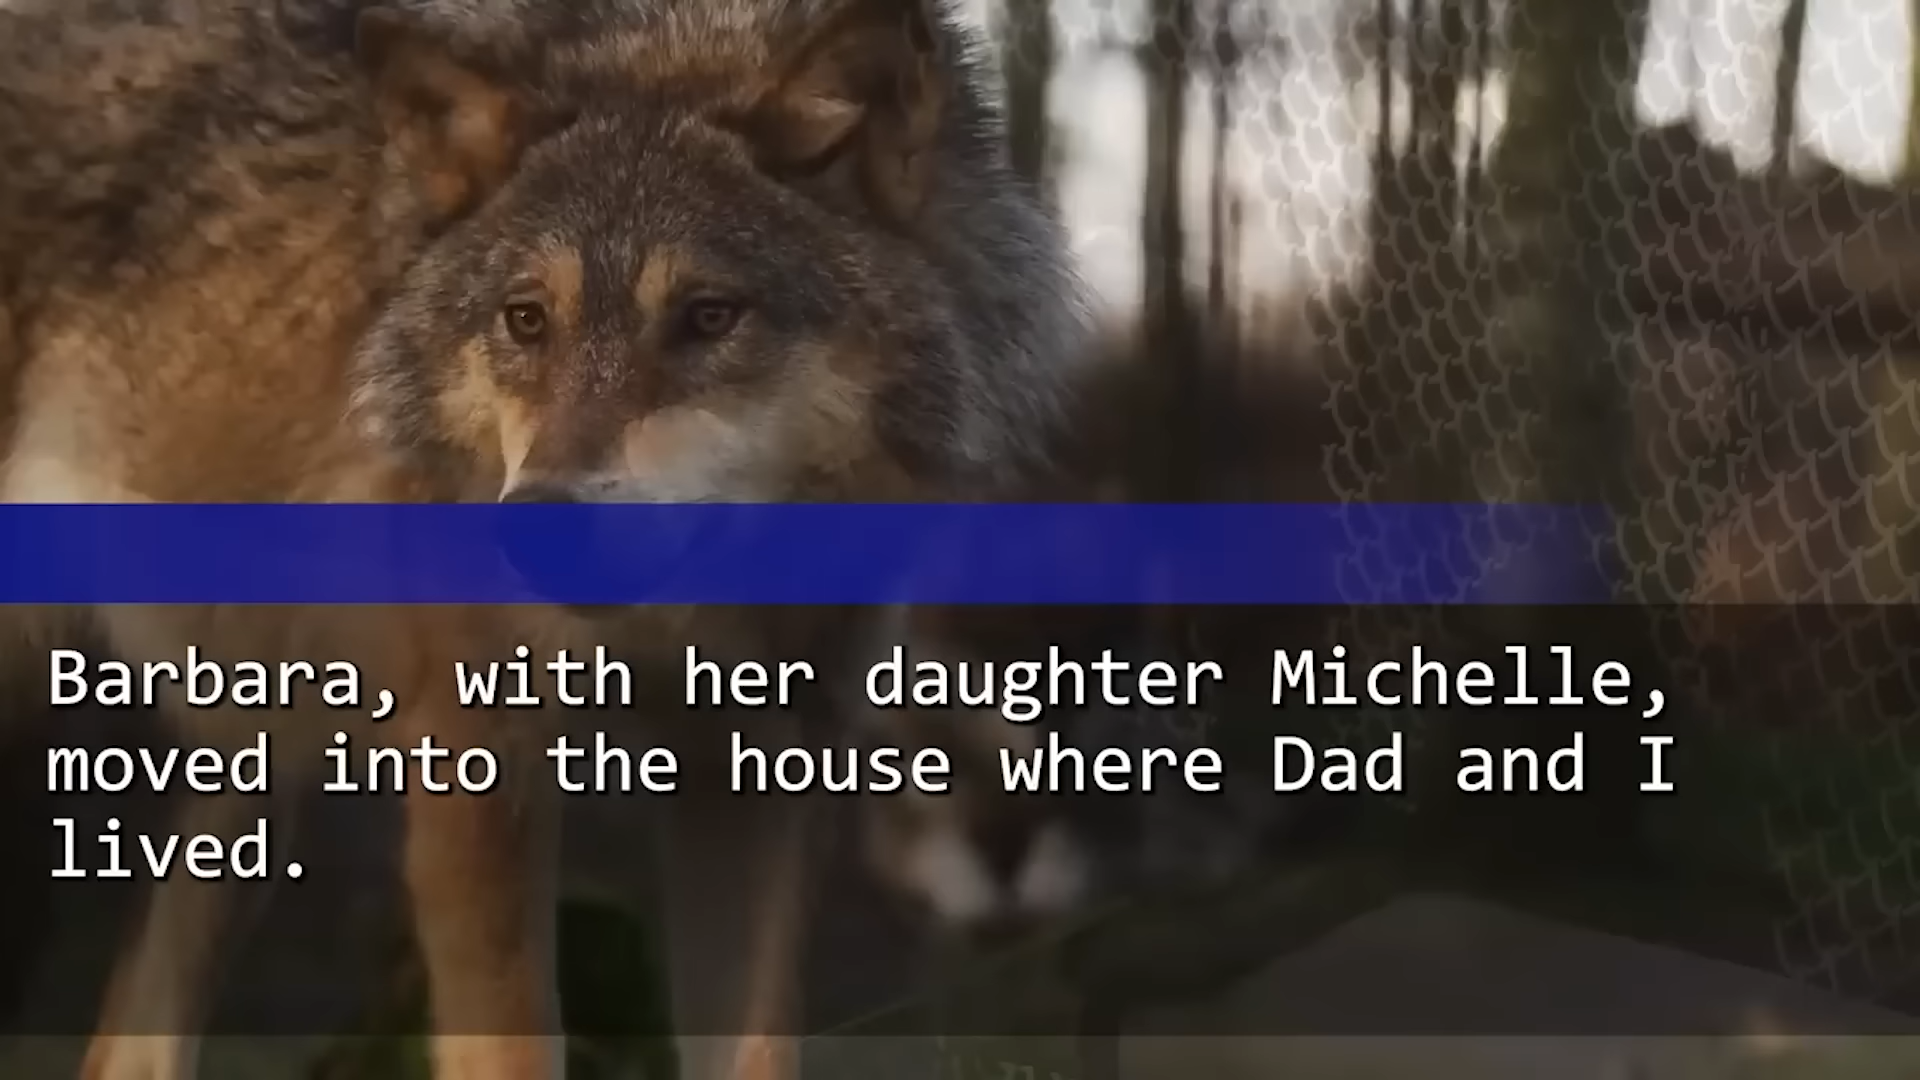 Barbara, with her daughter Michelle,
moved into the house where Dad and I
lived.